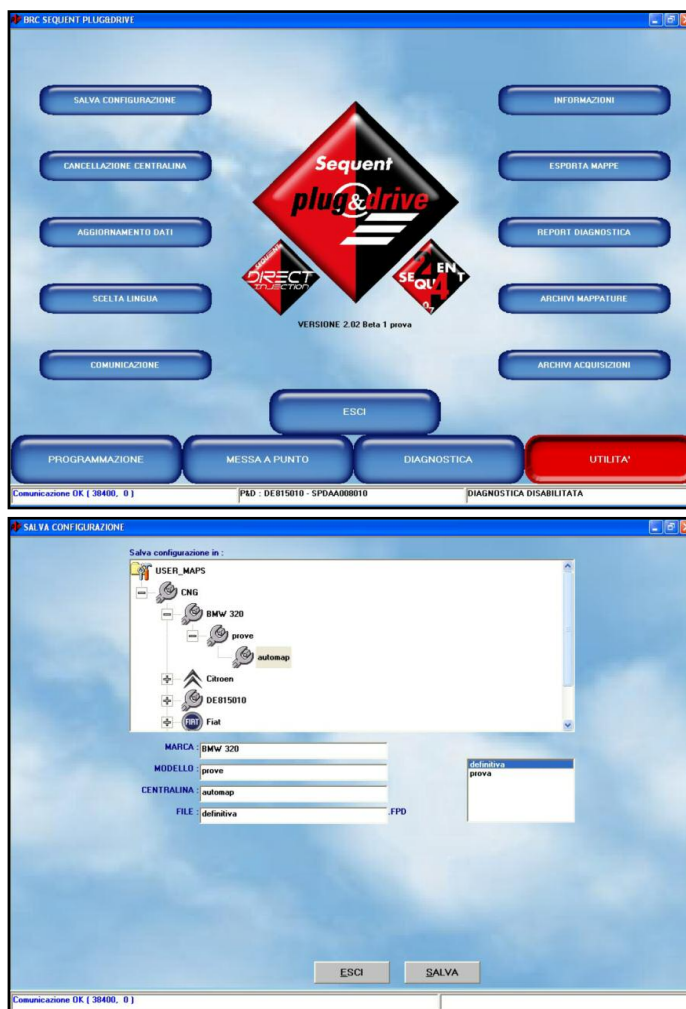 BRC SEQUENT PLUG&DRIVE
SALVA CONFIGURAZIONE
INFORMAZIONI
CANCELLAZIONE CENTRALINA
ESPORTA MAPPE
AGGIORNAMENTO DATI
REPORT DIAGNOSTICA
SCELTA LINGUA
ARCHIVI MAPPATURE
COMUNICAZIONE
ARCHIVI ACQUISIZIONI
Sequent
plug&drive
SEQUENT
DIRECT
INJECTION
SEQUENT
24
VERSIONE 2.02 Beta 1 prova
ESCI
PROGRAMMAZIONE
MESSA A PUNTO
DIAGNOSTICA
UTILITA'
Comunicazione OK ( 38400, 0 )
P&D : DE815010 - SPDAA008010
DIAGNOSTICA DISABILITATA
SALVA CONFIGURAZIONE
Salva configurazione in :
USER_MAPS
CNG
BMW 320
prove
automap
Citroen
DE815010
FIAT Fiat
MARCA : BMW 320
MODELLO : prove
CENTRALINA : automap
FILE : definitiva .FPD
definitiva
prova
ESCI
SALVA
Comunicazione OK ( 38400, 0 )